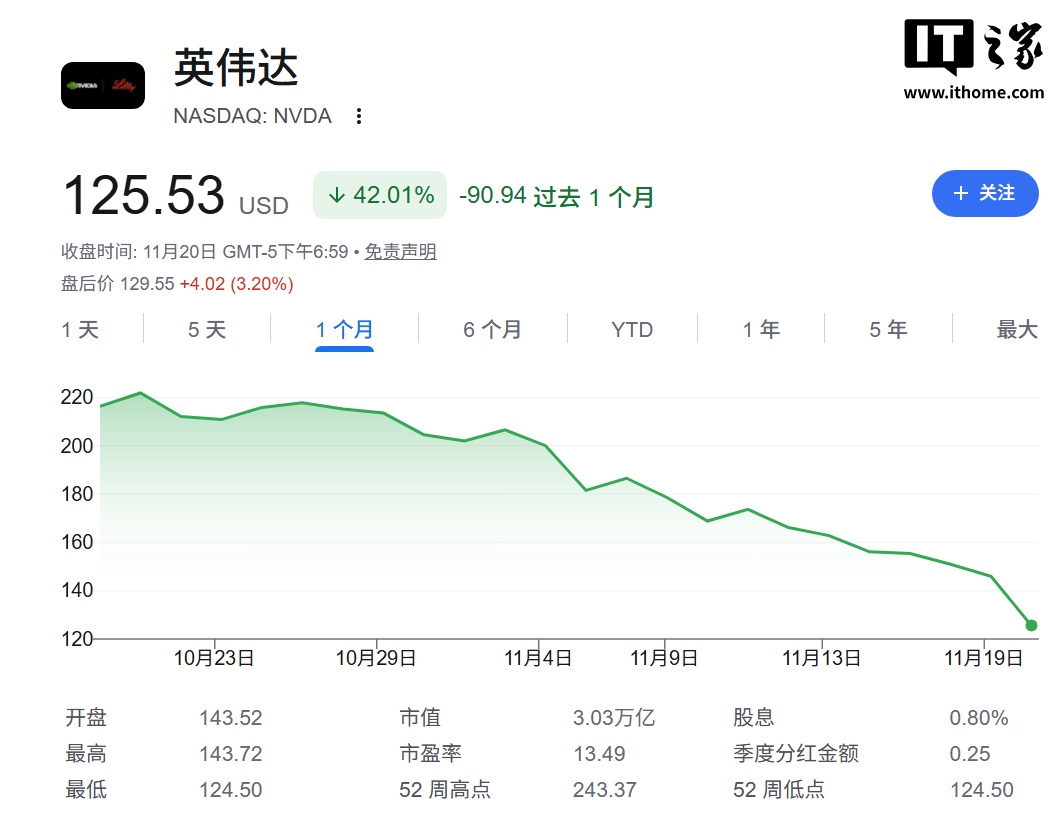 IT之家
www.ithome.com
NVIDIA Lilly
英伟达
NASDAQ: NVDA
125.53 USD ↓ 42.01% -90.94 过去 1 个月
+ 关注
收盘时间: 11月20日 GMT-5下午6:59 • 免责声明
盘后价 129.55 +4.02 (3.20%)
1 天 5 天 1 个月 6 个月 YTD 1 年 5 年 最大
220
200
180
160
140
120
10月23日 10月29日 11月4日 11月9日 11月13日 11月19日
开盘 143.52 市值 3.03万亿 股息 0.80%
最高 143.72 市盈率 13.49 季度分红金额 0.25
最低 124.50 52 周高点 243.37 52 周低点 124.50